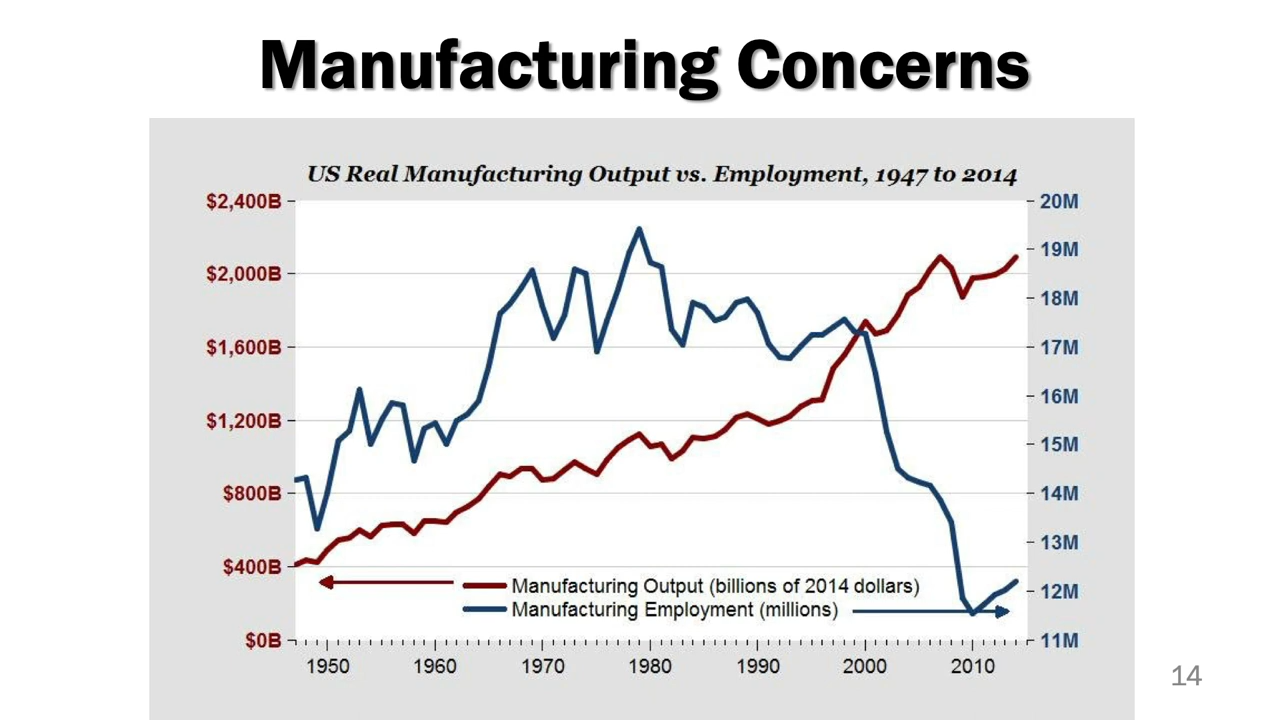 Manufacturing Concerns
US Real Manufacturing Output vs. Employment, 1947 to 2014
$2,400B
$2,000B
$1,600B
$1,200B
$800B
$400B
$0B
20M
19M
18M
17M
16M
15M
14M
13M
12M
11M
Manufacturing Output (billions of 2014 dollars)
Manufacturing Employment (millions)
1950 1960 1970 1980 1990 2000 2010
14